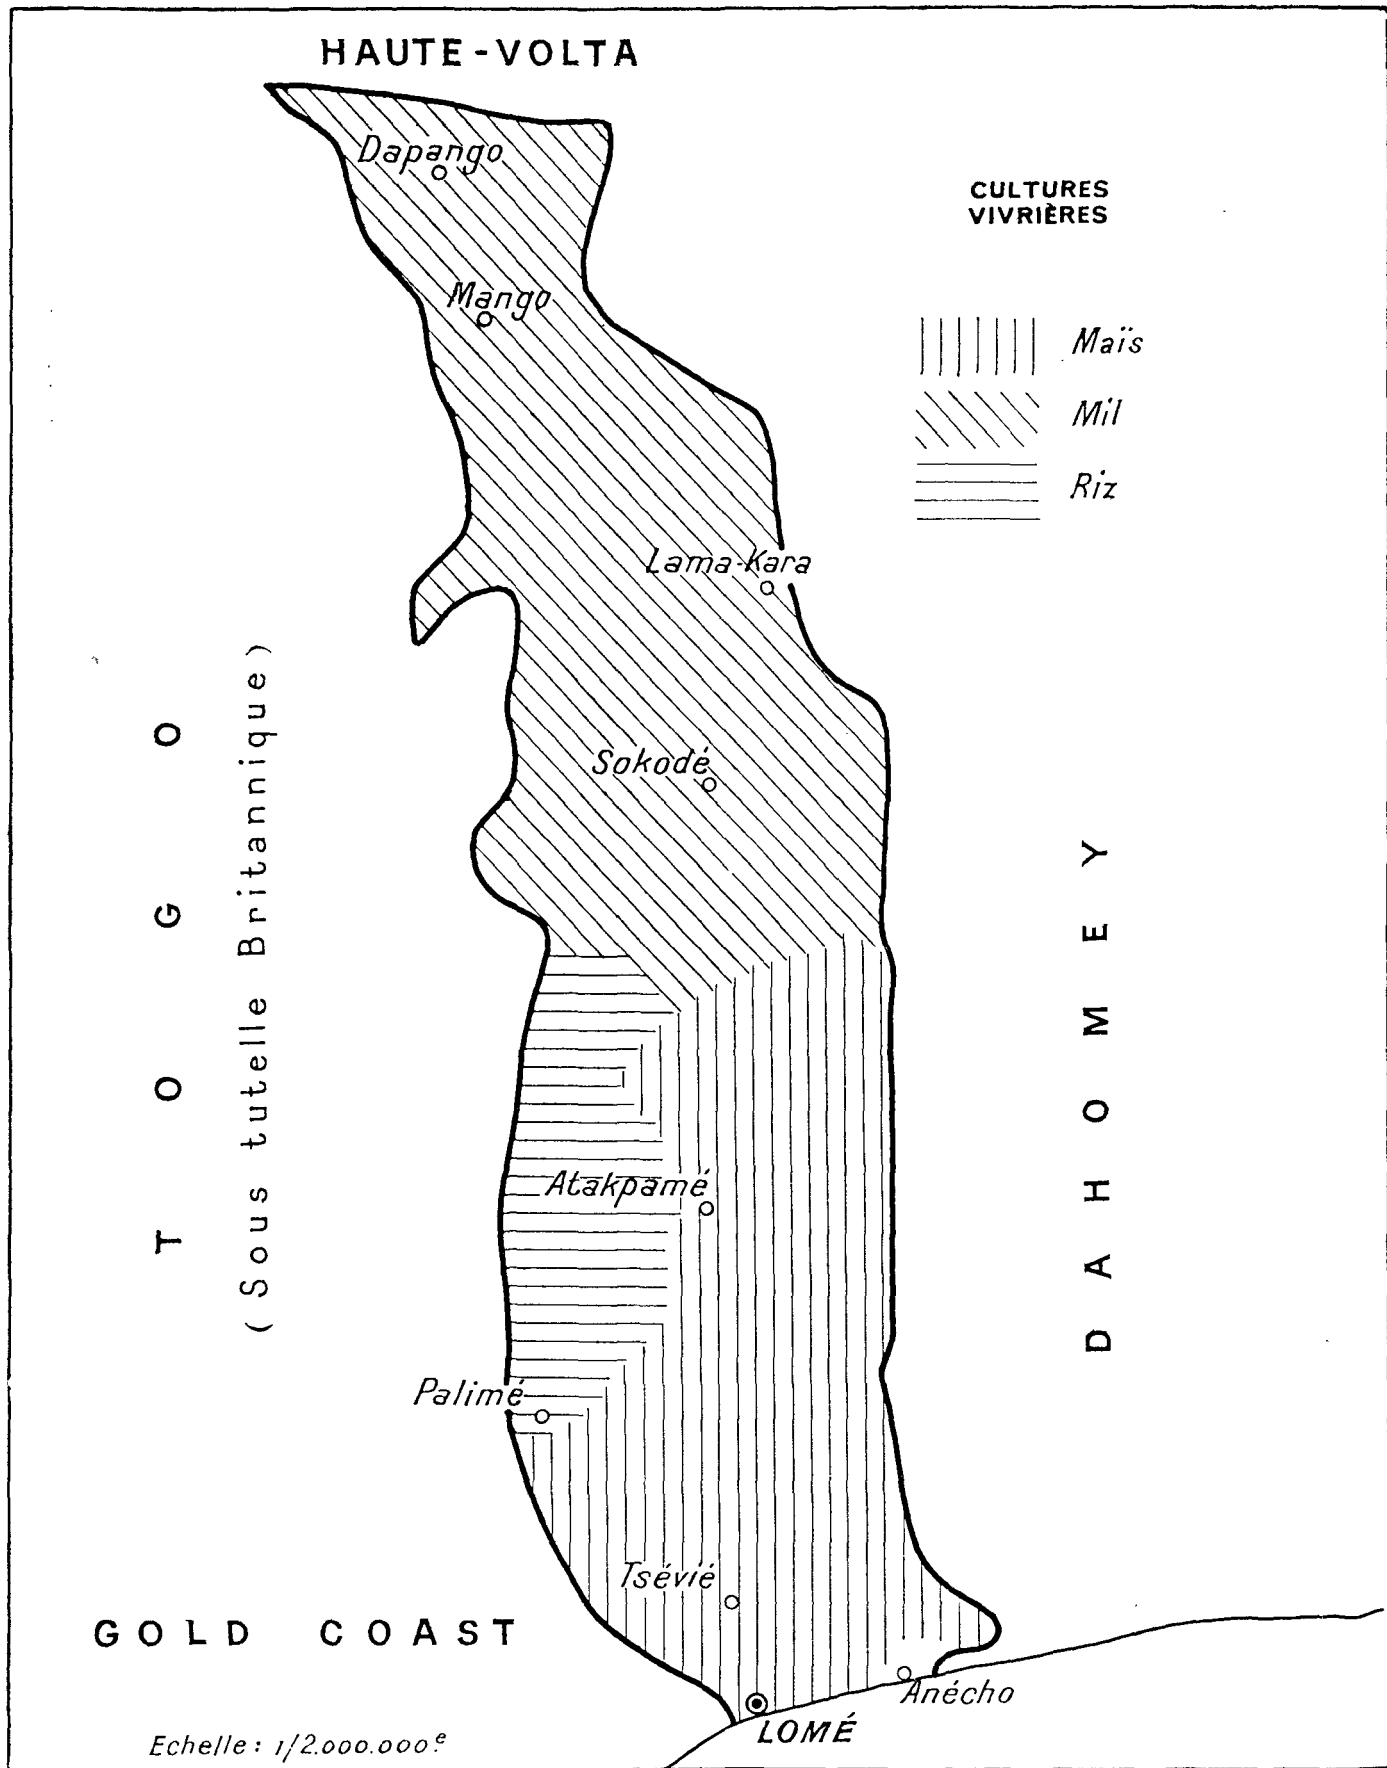 HAUTE-VOLTA
Dapango
CULTURES
VIVRIÈRES
Mango
Maïs
Mil
Riz
Lama-Kara
TOGO
(Sous tutelle Britannique)
Sokodé
DAHOMEY
Atakpamé
Palimé
Tsévié
GOLD COAST
Anécho
LOMÉ
Echelle: 1/2.000.000e